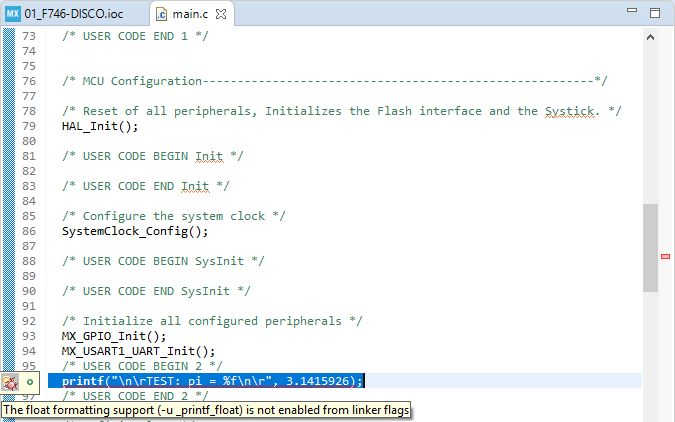 01_F746-DISCO.ioc
main.c
73 /* USER CODE END 1 */
74
75
76 /* MCU Configuration--------------------------------------------------------*/
77
78 /* Reset of all peripherals, Initializes the Flash interface and the Systick. */
79 HAL_Init();
80
81 /* USER CODE BEGIN Init */
82
83 /* USER CODE END Init */
84
85 /* Configure the system clock */
86 SystemClock_Config();
87
88 /* USER CODE BEGIN SysInit */
89
90 /* USER CODE END SysInit */
91
92 /* Initialize all configured peripherals */
93 MX_GPIO_Init();
94 MX_USART1_UART_Init();
95 /* USER CODE BEGIN 2 */
printf("\n\rTEST: pi = %f\n\r", 3.1415926);
97 /* USER CODE END 2 */
The float formatting support (-u _printf_float) is not enabled from linker flags